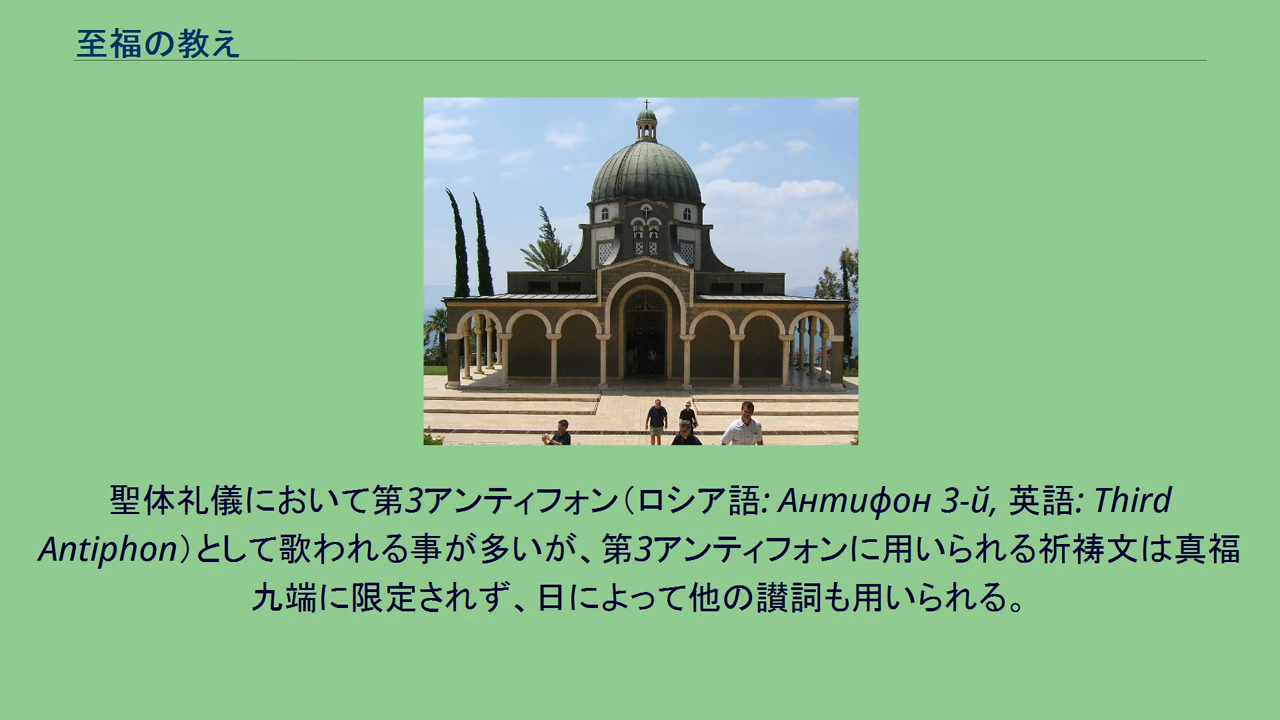 至福の教え
聖体礼儀において第3アンティフォン（ロシア語: Антифон 3-й, 英語: Third
Antiphon）として歌われる事が多いが、第3アンティフォンに用いられる祈祷文は真福
九端に限定されず、日によって他の讃詞も用いられる。